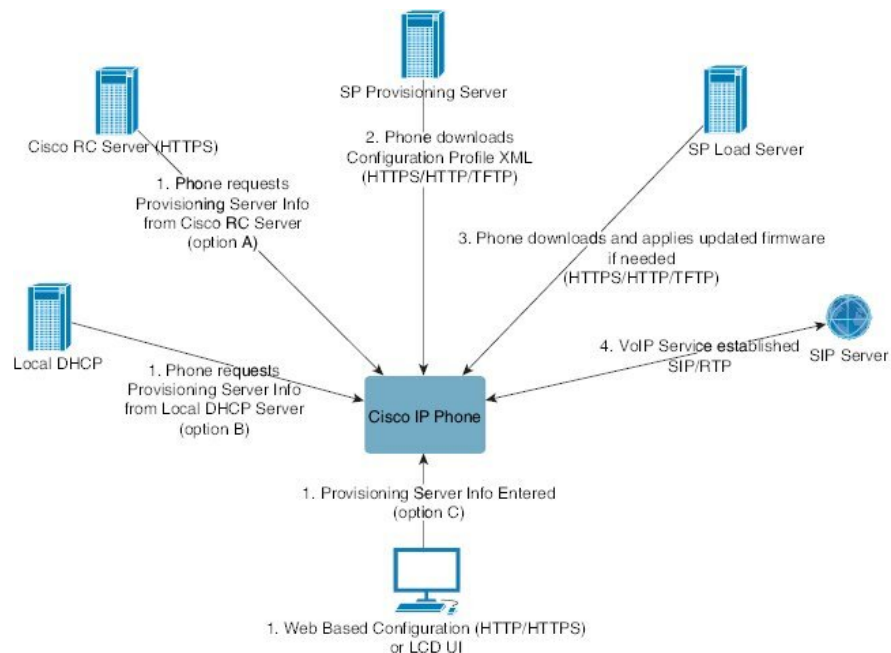 SP Provisioning Server
Cisco RC Server (HTTPS)
SP Load Server
2. Phone downloads
Configuration Profile XML
(HTTPS/HTTP/TFTP)
1. Phone requests
Provisioning Server Info
from Cisco RC Server
(option A)
3. Phone downloads and applies updated firmware
if needed
(HTTPS/HTTP/TFTP)
Local DHCP
1. Phone requests
Provisioning Server Info
from Local DHCP Server
(option B)
4. VoIP Service established
SIP/RTP
SIP Server
Cisco IP Phone
1. Provisioning Server Info Entered
(option C)
1. Web Based Configuration (HTTP/HTTPS)
or LCD UI